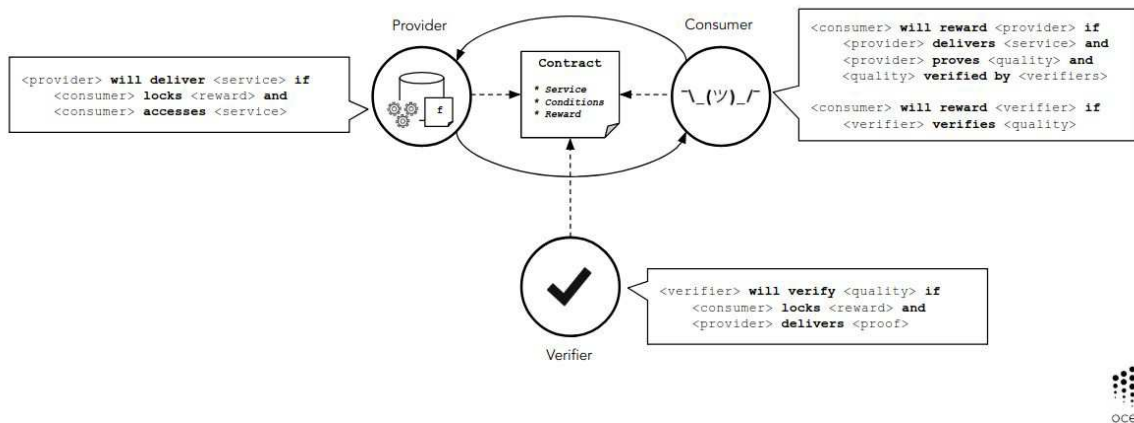 Provider
Consumer
<provider> will deliver <service> if
<consumer> locks <reward> and
<consumer> accesses <service>
f
Contract
* Service
* Conditions
* Reward
¯\_(ツ)_/¯
<consumer> will reward <provider> if
<provider> delivers <service> and
<provider> proves <quality> and
<quality> verified by <verifiers>
<consumer> will reward <verifier> if
<verifier> verifies <quality>
<verifier> will verify <quality> if
<consumer> locks <reward> and
<provider> delivers <proof>
Verifier
oce